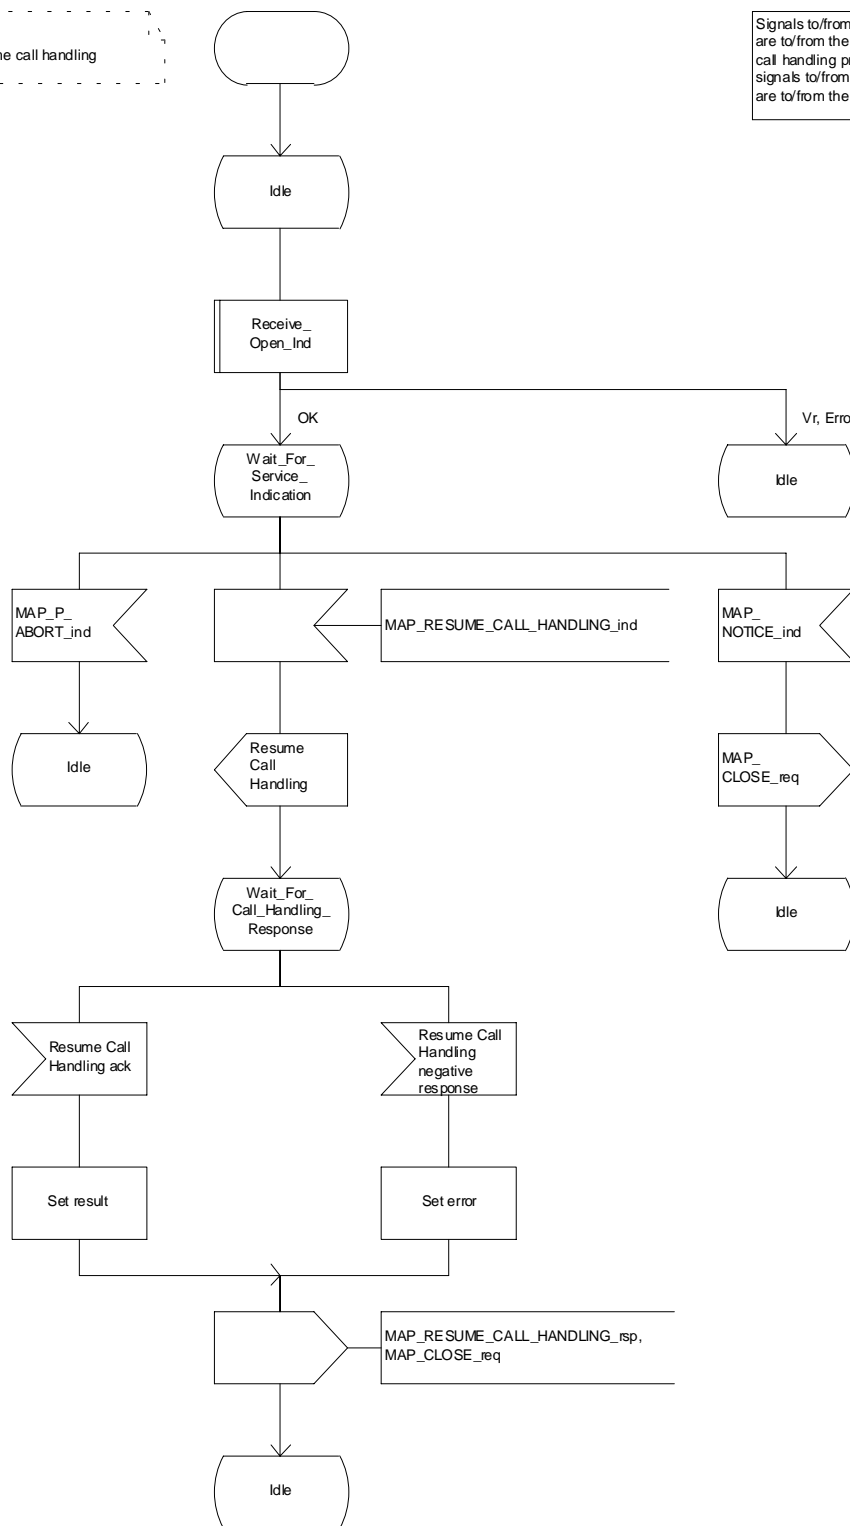 me call handling
Signals to/from
are to/from the
call handling pr
signals to/from
are to/from the
Idle
Receive_
Open_Ind
OK
Vr, Erro
Wait_For_
Service_
Indication
Idle
MAP_P_
ABORT_ind
MAP_RESUME_CALL_HANDLING_ind
MAP_
NOTICE_ind
Idle
Resume
Call
Handling
MAP_
CLOSE_req
Wait_For_
Call_Handling_
Response
Idle
Resume Call
Handling ack
Resume Call
Handling
negative
response
Set result
Set error
MAP_RESUME_CALL_HANDLING_rsp,
MAP_CLOSE_req
Idle